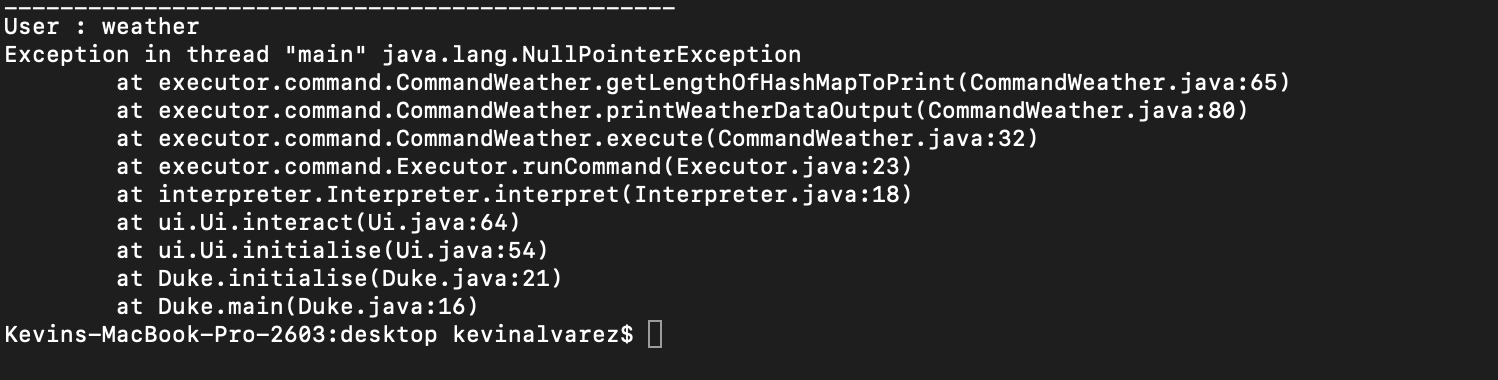 ________________________________________________
User : weather
Exception in thread "main" java.lang.NullPointerException
        at executor.command.CommandWeather.getLengthOfHashMapToPrint(CommandWeather.java:65)
        at executor.command.CommandWeather.printWeatherDataOutput(CommandWeather.java:80)
        at executor.command.CommandWeather.execute(CommandWeather.java:32)
        at executor.command.Executor.runCommand(Executor.java:23)
        at interpreter.Interpreter.interpret(Interpreter.java:18)
        at ui.Ui.interact(Ui.java:64)
        at ui.Ui.initialise(Ui.java:54)
        at Duke.initialise(Duke.java:21)
        at Duke.main(Duke.java:16)
Kevins-MacBook-Pro-2603:desktop kevinalvarez$